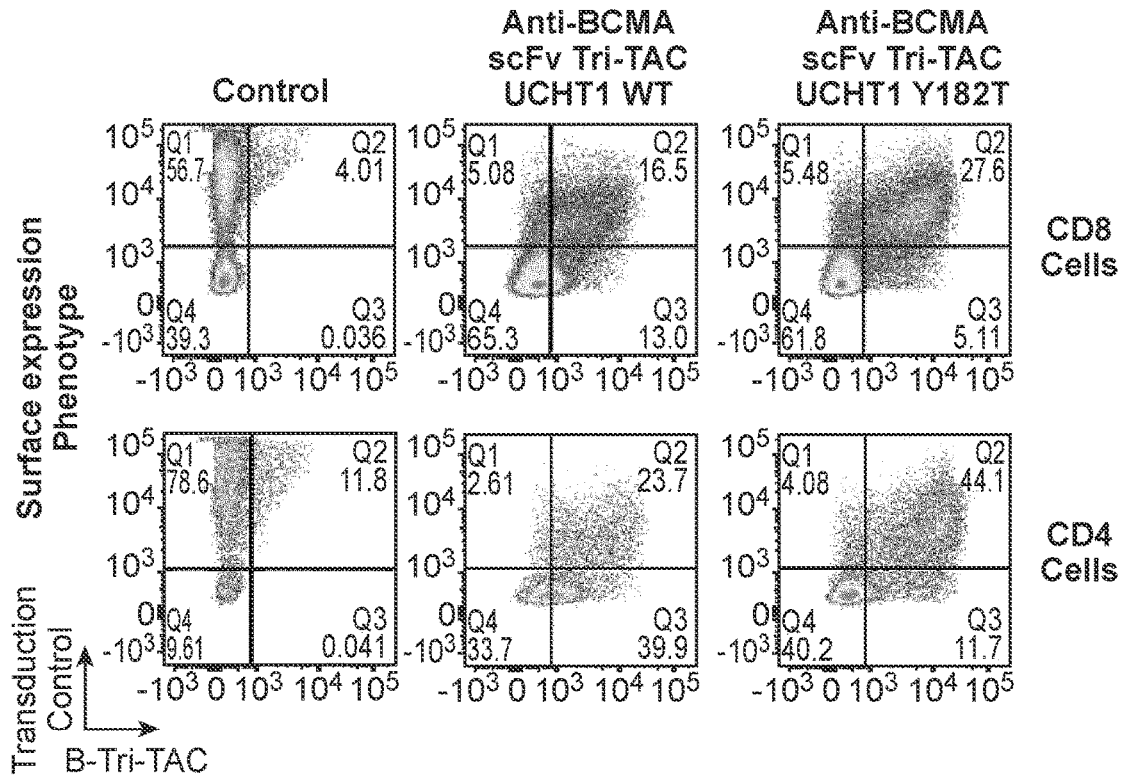 Control
Anti-BCMA
scFv Tri-TAC
UCHT1 WT
Anti-BCMA
scFv Tri-TAC
UCHT1 Y182T
Surface expression
Phenotype
10^5
10^4
10^3
0
-10^3
Q1
56.7
Q2
4.01
Q4
39.3
Q3
0.036
-10^3 0 10^3 10^4 10^5
10^5
10^4
10^3
0
-10^3
Q1
5.08
Q2
16.5
Q4
65.3
Q3
13.0
-10^3 0 10^3 10^4 10^5
10^5
10^4
10^3
0
-10^3
Q1
5.48
Q2
27.6
Q4
61.8
Q3
5.11
-10^3 0 10^3 10^4 10^5
CD8
Cells
10^5
10^4
10^3
0
-10^3
Q1
78.6
Q2
11.8
Q4
9.61
Q3
0.041
-10^3 0 10^3 10^4 10^5
10^5
10^4
10^3
0
-10^3
Q1
2.61
Q2
23.7
Q4
33.7
Q3
39.9
-10^3 0 10^3 10^4 10^5
10^5
10^4
10^3
0
-10^3
Q1
4.08
Q2
44.1
Q4
40.2
Q3
11.7
-10^3 0 10^3 10^4 10^5
CD4
Cells
Transduction
Control
B-Tri-TAC